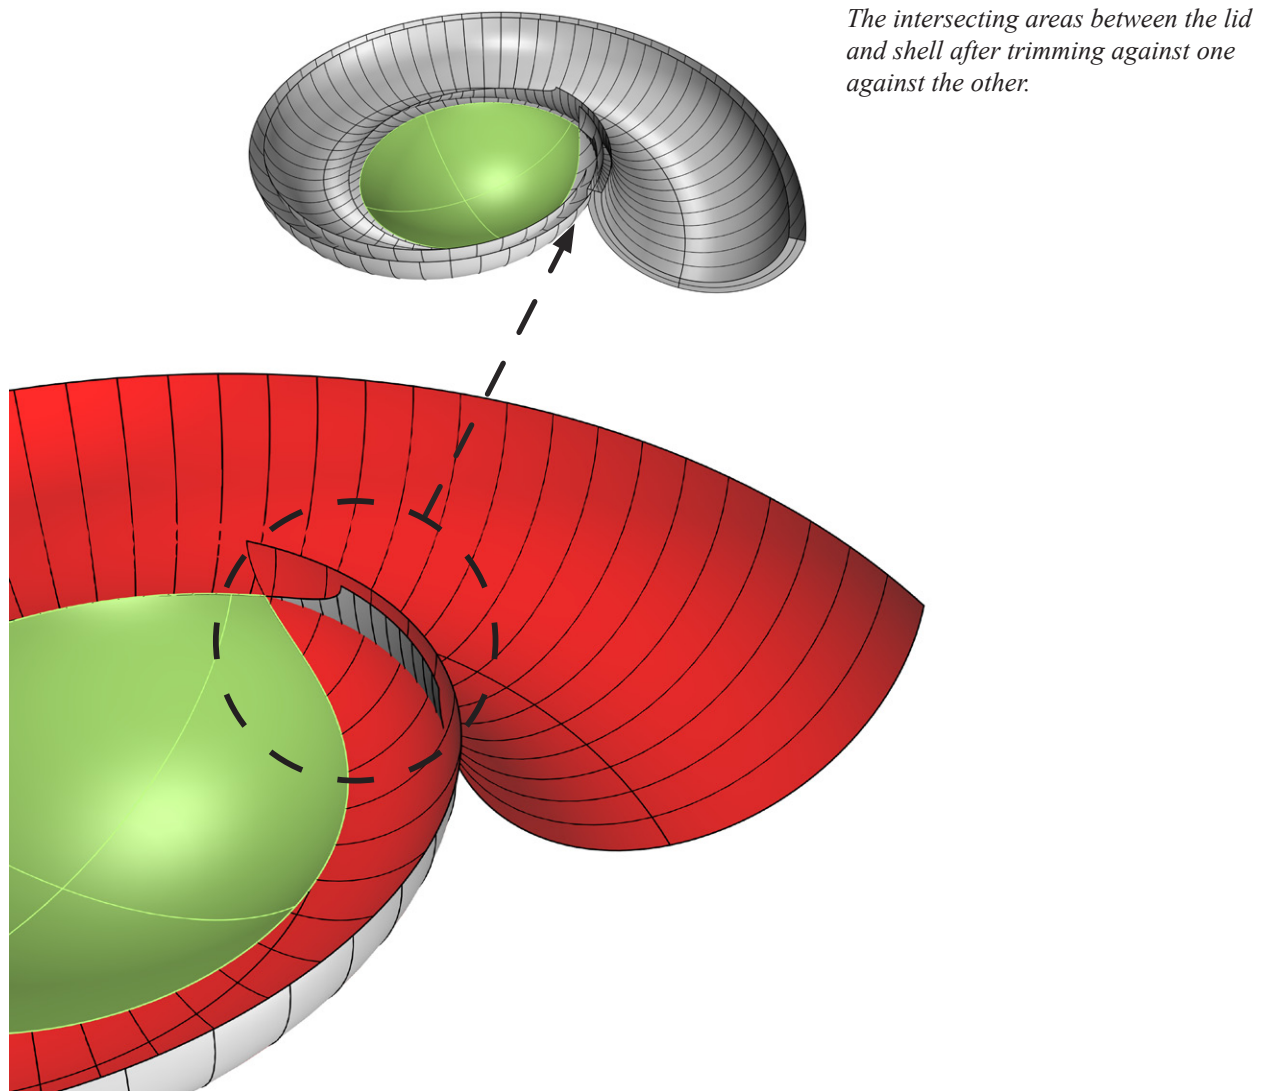 The intersecting areas between the lid
and shell after trimming against one
against the other.